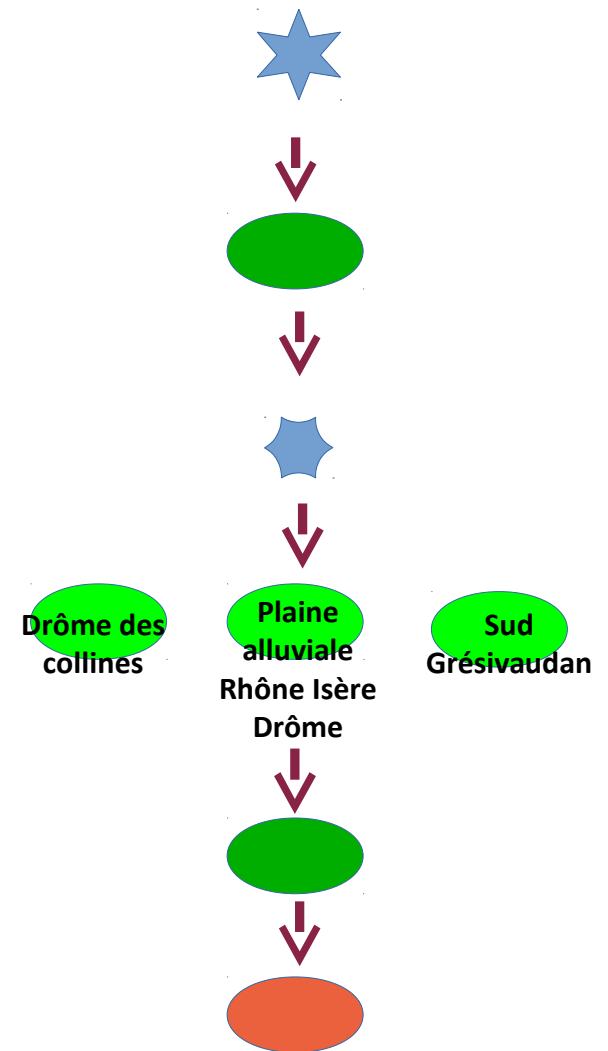 Drôme des
collines
Plaine
alluviale
Rhône Isère
Drôme
Sud
Grésivaudan